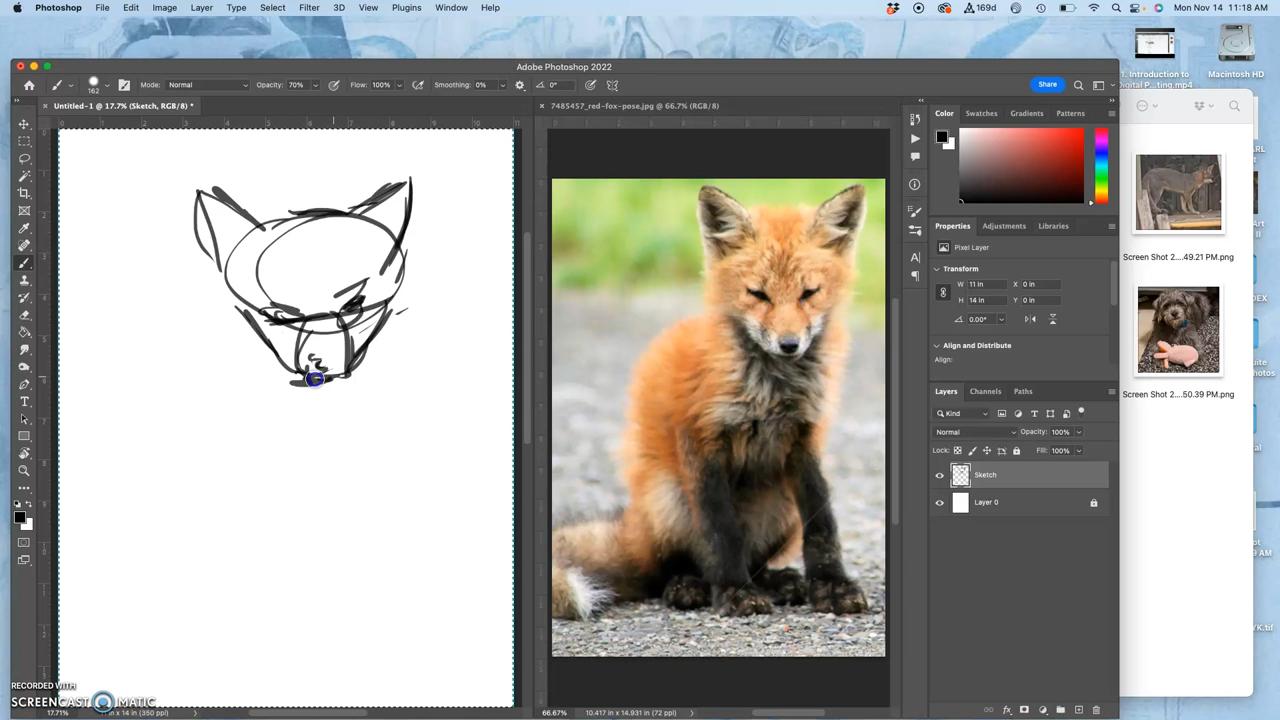 Photoshop File Edit Image Layer Type Select Filter 3D View Plugins Window Help 169d Mon Nov 14 11:18 AM
Adobe Photoshop 2022
162 Mode: Normal Opacity: 70% Flow: 100% Smoothing: 0% 0° Share
Untitled-1 @ 17.7% (Sketch, RGB/8) * 7485457_red-fox-pose.jpg @ 66.7% (RGB/8)
Color Swatches Gradients Patterns
Properties Adjustments Libraries
Pixel Layer
Transform
W 11 in X 0 in
H 14 in Y 0 in
0.00°
Align and Distribute
Align:
Layers Channels Paths
Kind
Normal Opacity: 100%
Lock: Fill: 100%
Sketch
Layer 0
17.71% 11 in x 14 in (350 ppi) 66.67% 10.417 in x 14.931 in (72 ppi)
1. Introduction to
Digital P...ting.mp4
Macintosh HD
Screen Shot 2....49.21 PM.png
Screen Shot 2....50.39 PM.png
RECORDED WITH
SCREENCAST MATIC